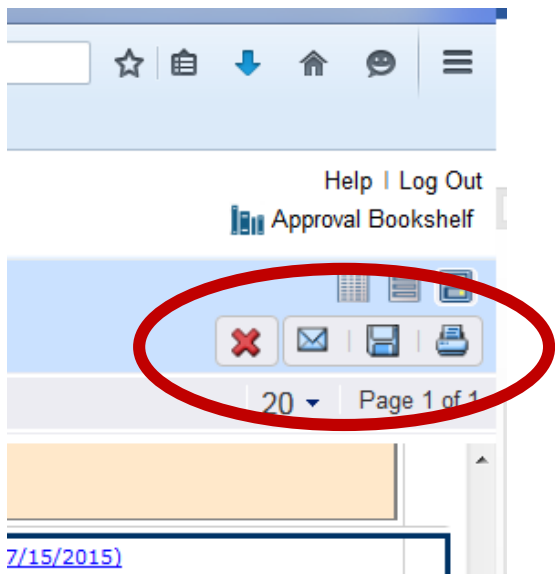 Help | Log Out
Approval Bookshelf
20
Page 1 of 1
7/15/2015)